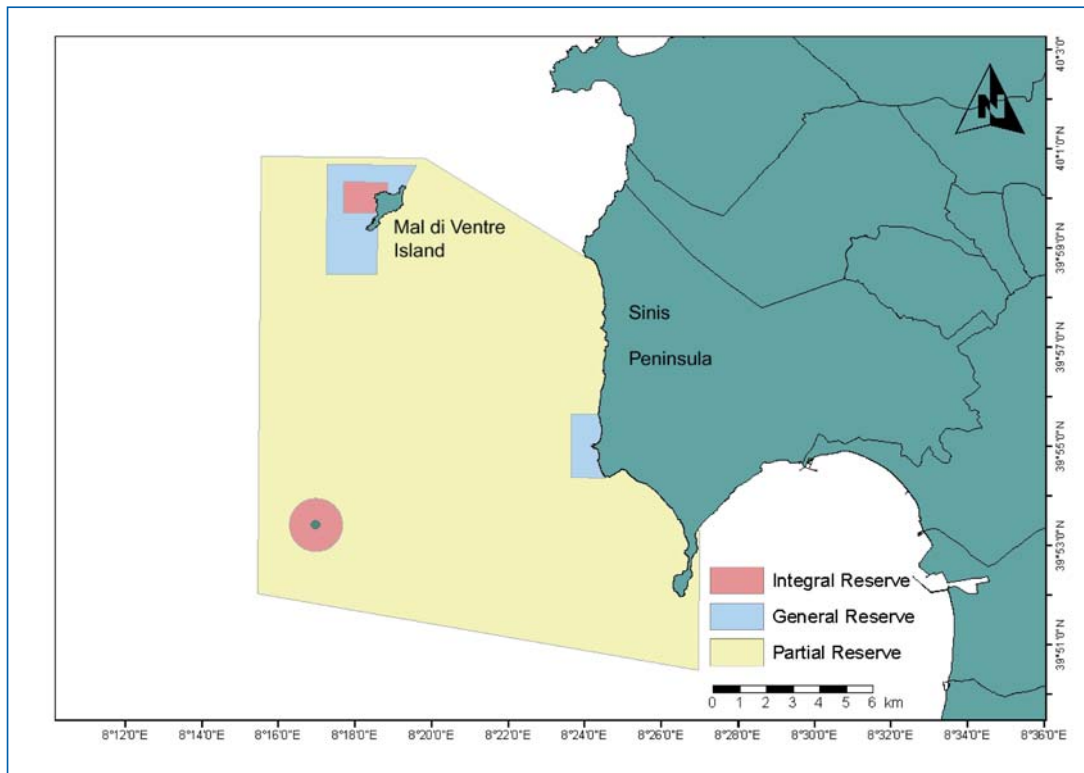 N
Mal di Ventre
Island
Sinis
Peninsula
Integral Reserve
General Reserve
Partial Reserve
0 1 2 3 4 5 6 km
40°3'0"N
40°1'0"N
39°59'0"N
39°57'0"N
39°55'0"N
39°53'0"N
39°51'0"N
8°12'0"E 8°14'0"E 8°16'0"E 8°18'0"E 8°20'0"E 8°22'0"E 8°24'0"E 8°26'0"E 8°28'0"E 8°30'0"E 8°32'0"E 8°34'0"E 8°36'0"E